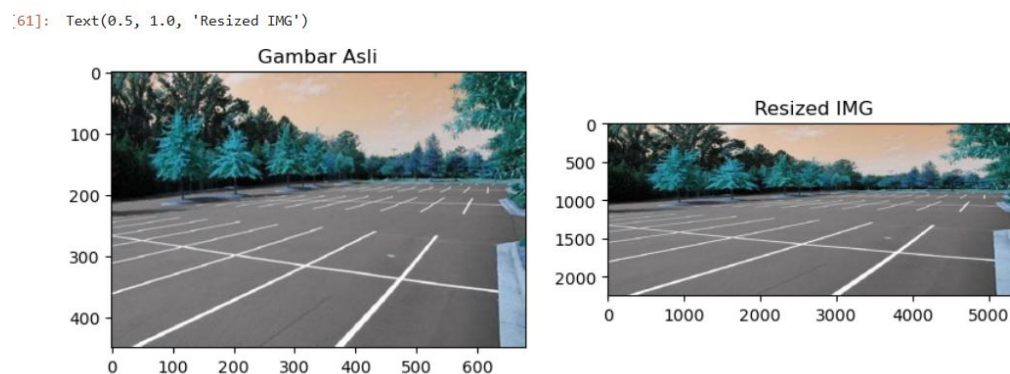 [61]: Text(0.5, 1.0, 'Resized IMG')
Gambar Asli
0
100
200
300
400
0 100 200 300 400 500 600
Resized IMG
0
500
1000
1500
2000
0 1000 2000 3000 4000 5000